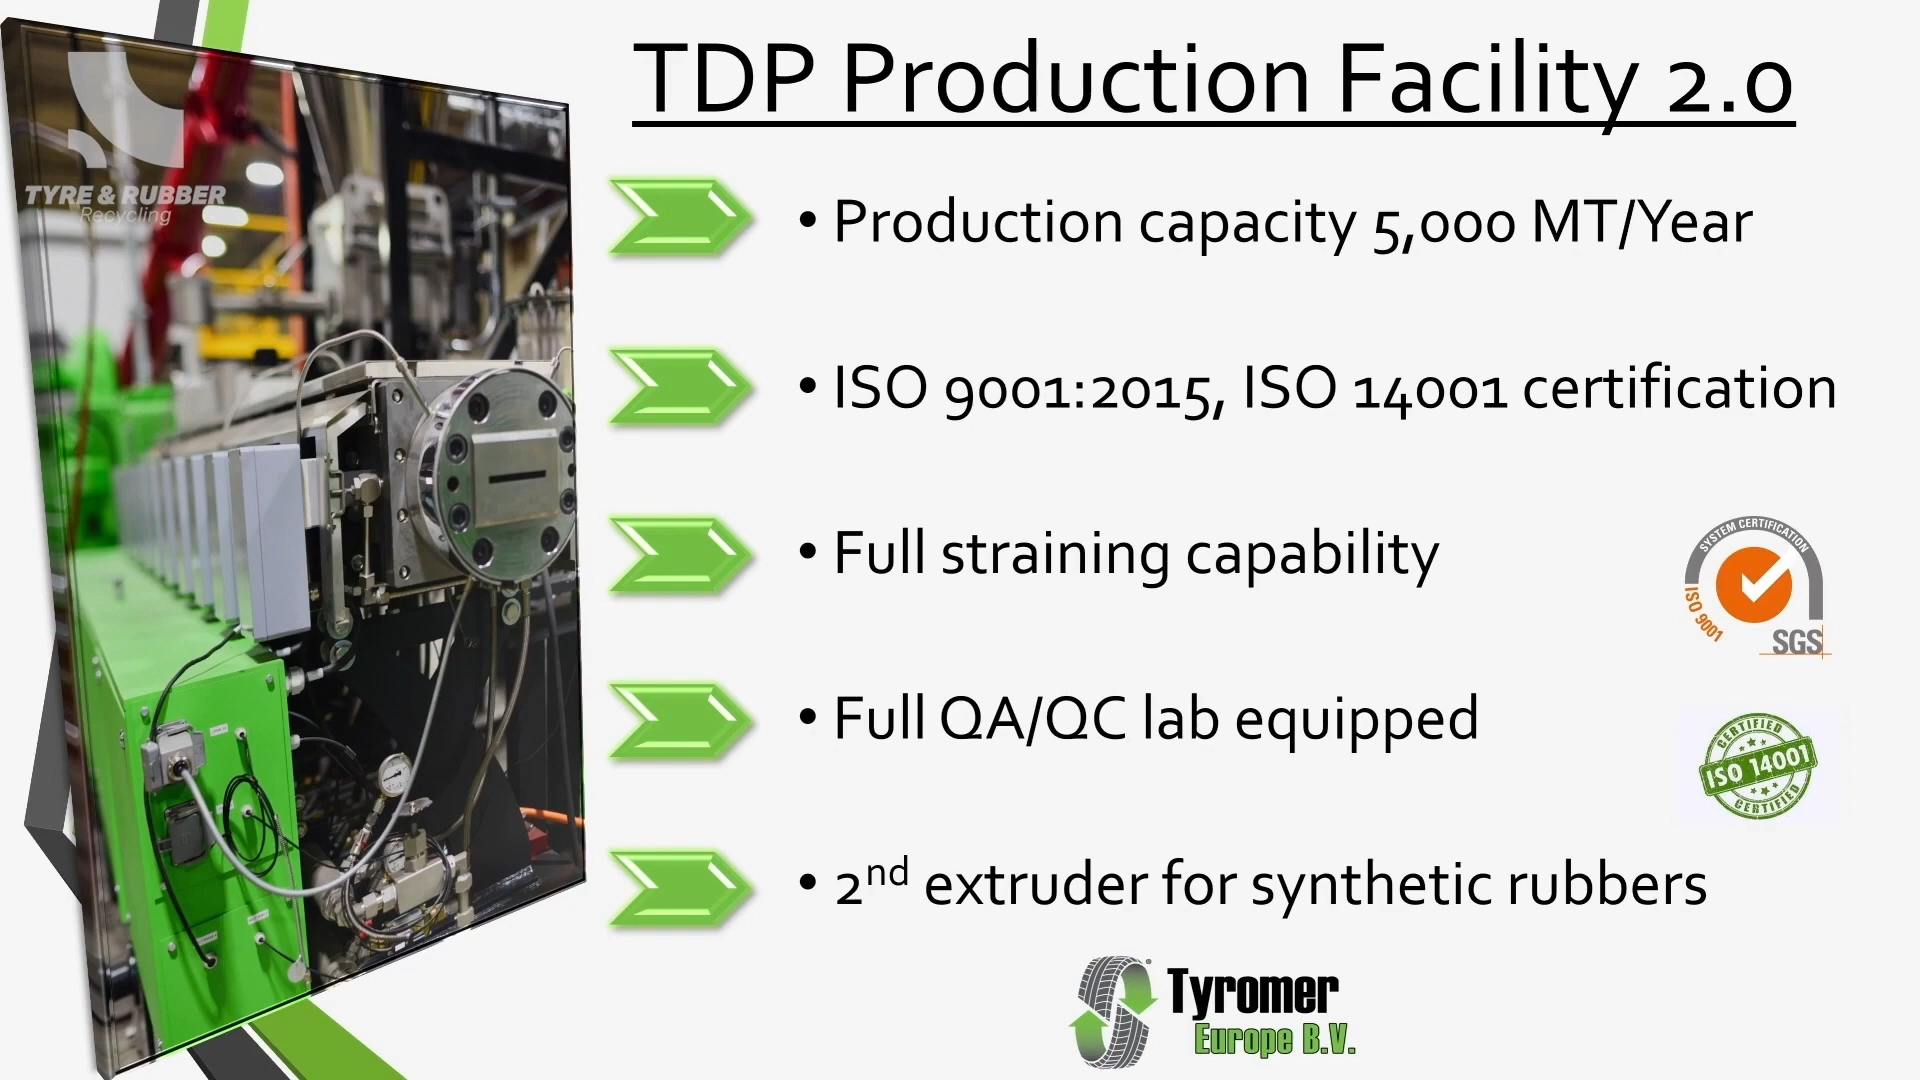 TDP Production Facility 2.0
TYRE & RUBBER
Recycling
• Production capacity 5,000 MT/Year
• ISO 9001:2015, ISO 14001 certification
• Full straining capability
SYSTEM CERTIFICATION
ISO 9001
SGS
• Full QA/QC lab equipped
CERTIFIED
ISO 14001
CERTIFIED
• 2nd extruder for synthetic rubbers
Tyromer
Europe B.V.